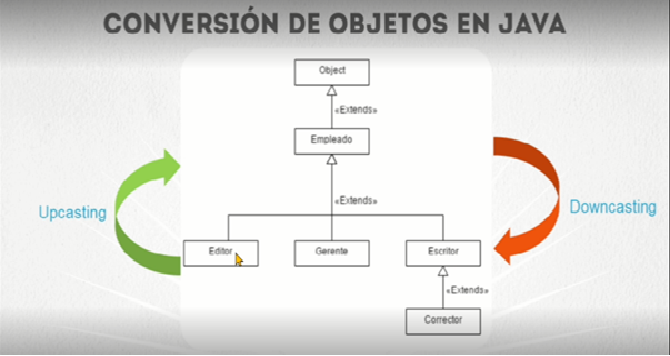 CONVERSIÓN DE OBJETOS EN JAVA
Object
«Extends»
Empleado
Upcasting
«Extends»
Downcasting
Editor
Gerente
Escritor
«Extends»
Corrector